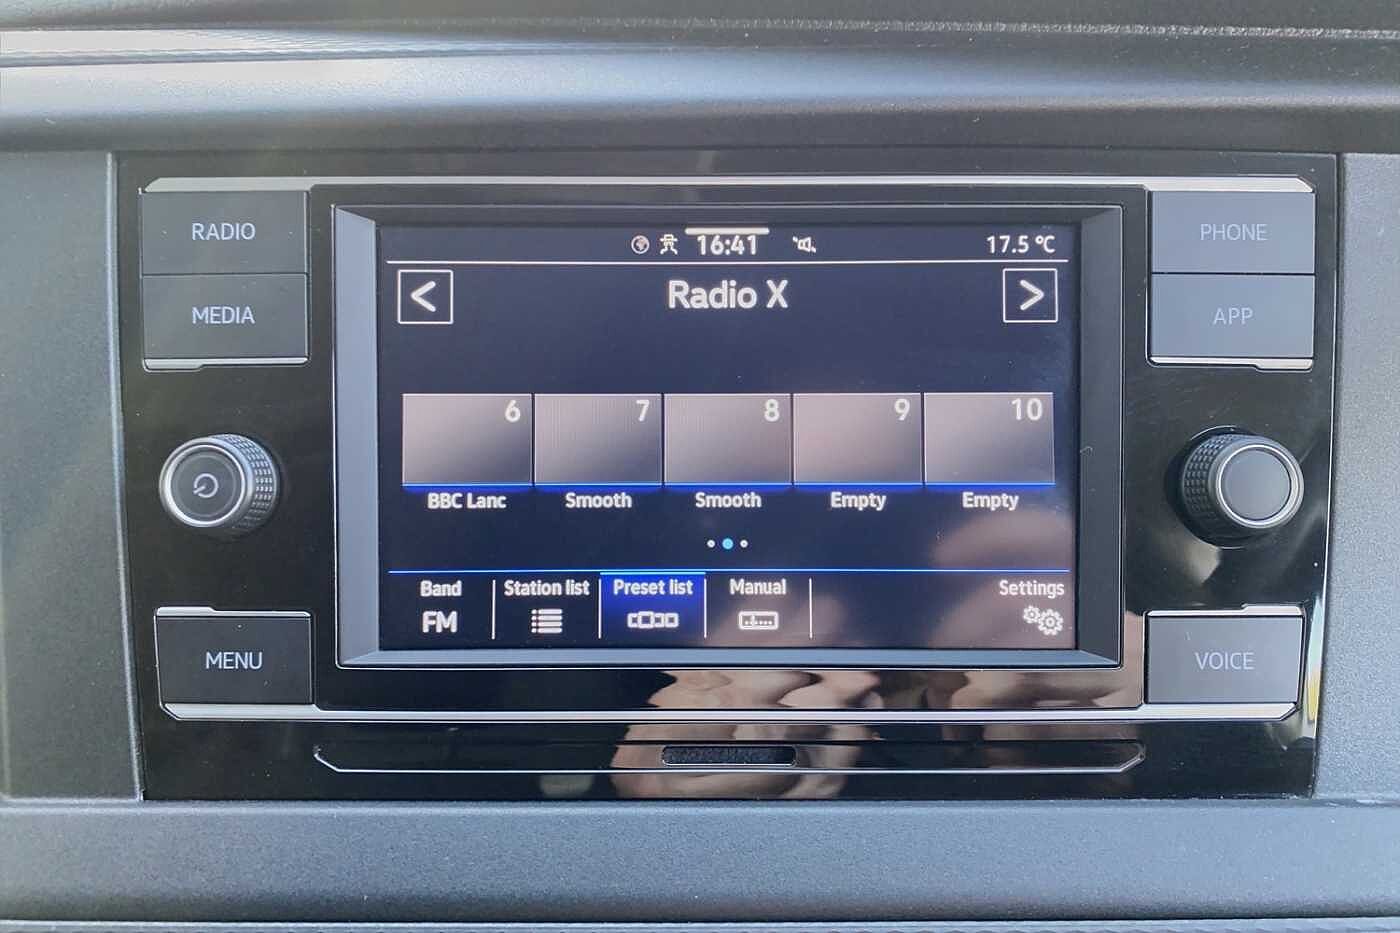 RADIO
MEDIA
MENU
16:41
17.5 °C
<
Radio X
>
6 7 8 9 10
BBC Lanc Smooth Smooth Empty Empty
Band Station list Preset list Manual Settings
FM
PHONE
APP
VOICE